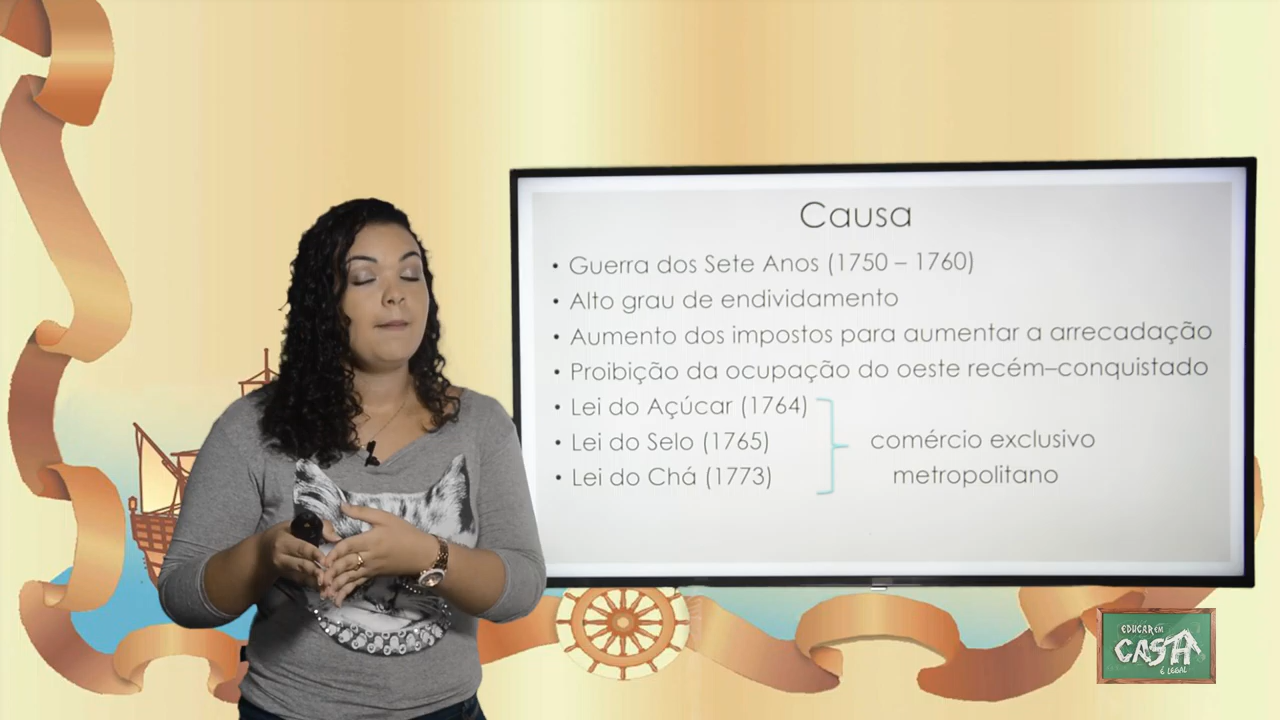 Causa
• Guerra dos Sete Anos (1750 – 1760)
• Alto grau de endividamento
• Aumento dos impostos para aumentar a arrecadação
• Proibição da ocupação do oeste recém–conquistado
• Lei do Açúcar (1764)
• Lei do Selo (1765) comércio exclusivo
• Lei do Chá (1773) metropolitano
EDUCAR EM
CASA
É LEGAL